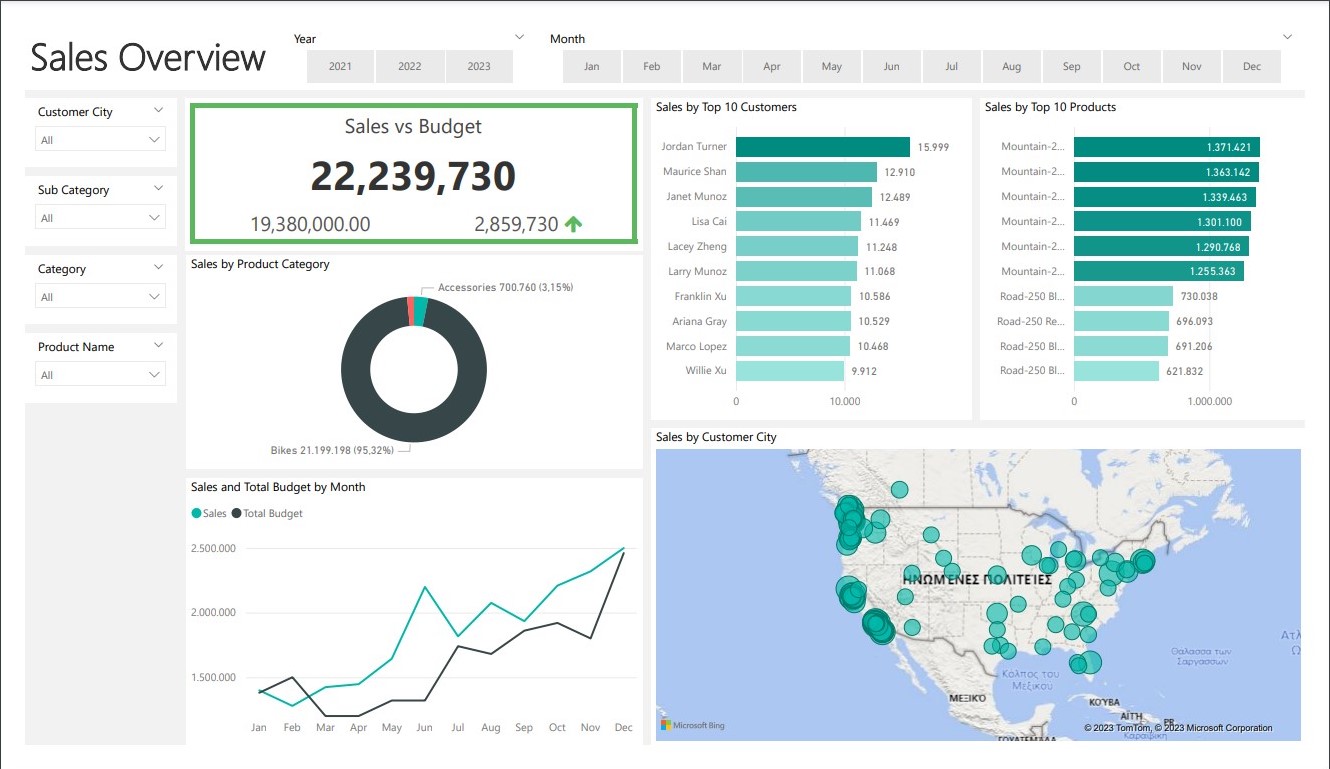 Sales Overview
Year
2021 2022 2023
Month
Jan Feb Mar Apr May Jun Jul Aug Sep Oct Nov Dec
Customer City
All
Sub Category
All
Category
All
Product Name
All
Sales vs Budget
22,239,730
19,380,000.00 2,859,730
Sales by Product Category
Accessories 700.760 (3,15%)
Bikes 21.199.198 (95,32%)
Sales and Total Budget by Month
Sales Total Budget
2.500.000
2.000.000
1.500.000
Jan Feb Mar Apr May Jun Jul Aug Sep Oct Nov Dec
Sales by Top 10 Customers
Jordan Turner 15.999
Maurice Shan 12.910
Janet Munoz 12.489
Lisa Cai 11.469
Lacey Zheng 11.248
Larry Munoz 11.068
Franklin Xu 10.586
Ariana Gray 10.529
Marco Lopez 10.468
Willie Xu 9.912
0 10.000
Sales by Top 10 Products
Mountain-2... 1.371.421
Mountain-2... 1.363.142
Mountain-2... 1.339.463
Mountain-2... 1.301.100
Mountain-2... 1.290.768
Mountain-2... 1.255.363
Road-250 Bl... 730.038
Road-250 Re... 696.093
Road-250 Bl... 691.206
Road-250 Bl... 621.832
0 1.000.000
Sales by Customer City
ΗΝΩΜΈΝΕΣ ΠΟΛΙΤΕΊΕΣ
Ατλ
Ω
Θάλασσα των
Σαργασσών
Κόλπος του
Μεξικού
ΜΕΞΙΚΌ
ΚΟΎΒΑ
ΑΪΤΉ
PR
Καραϊβική
ΓΟΥΑΤΕΜΆΛΑ
Microsoft Bing
© 2023 TomTom, © 2023 Microsoft Corporation